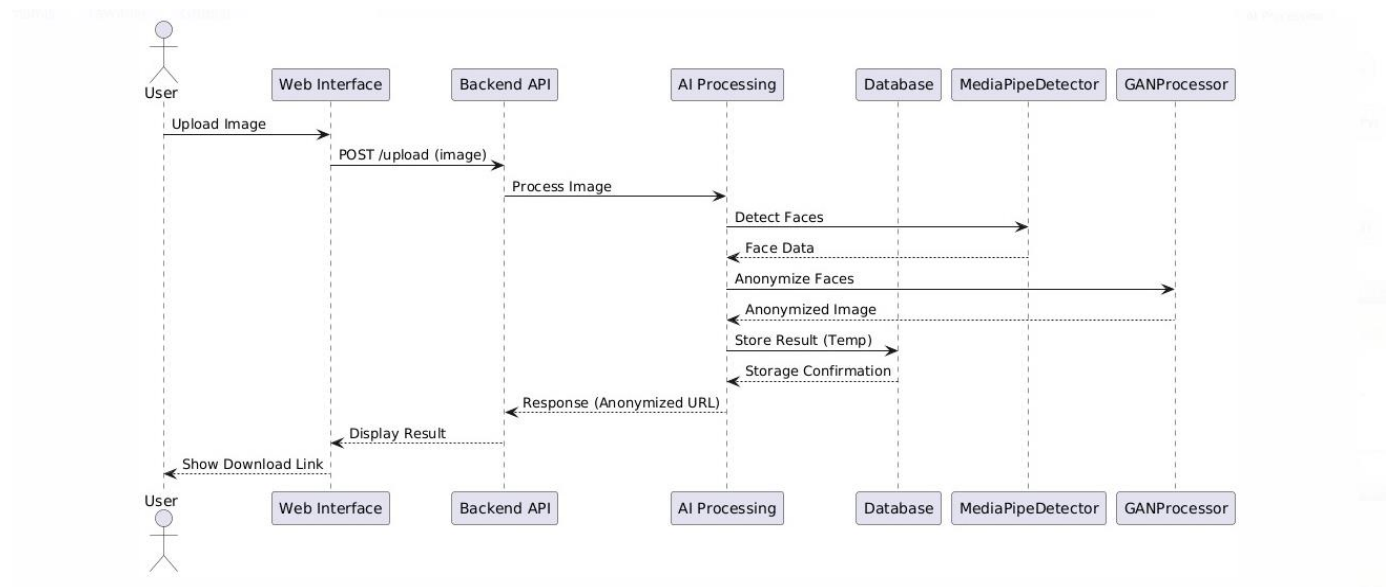 User
Web Interface
Backend API
AI Processing
Database
MediaPipeDetector
GANProcessor
Upload Image
POST /upload (image)
Process Image
Detect Faces
Face Data
Anonymize Faces
Anonymized Image
Store Result (Temp)
Storage Confirmation
Response (Anonymized URL)
Display Result
Show Download Link
User
Web Interface
Backend API
AI Processing
Database
MediaPipeDetector
GANProcessor